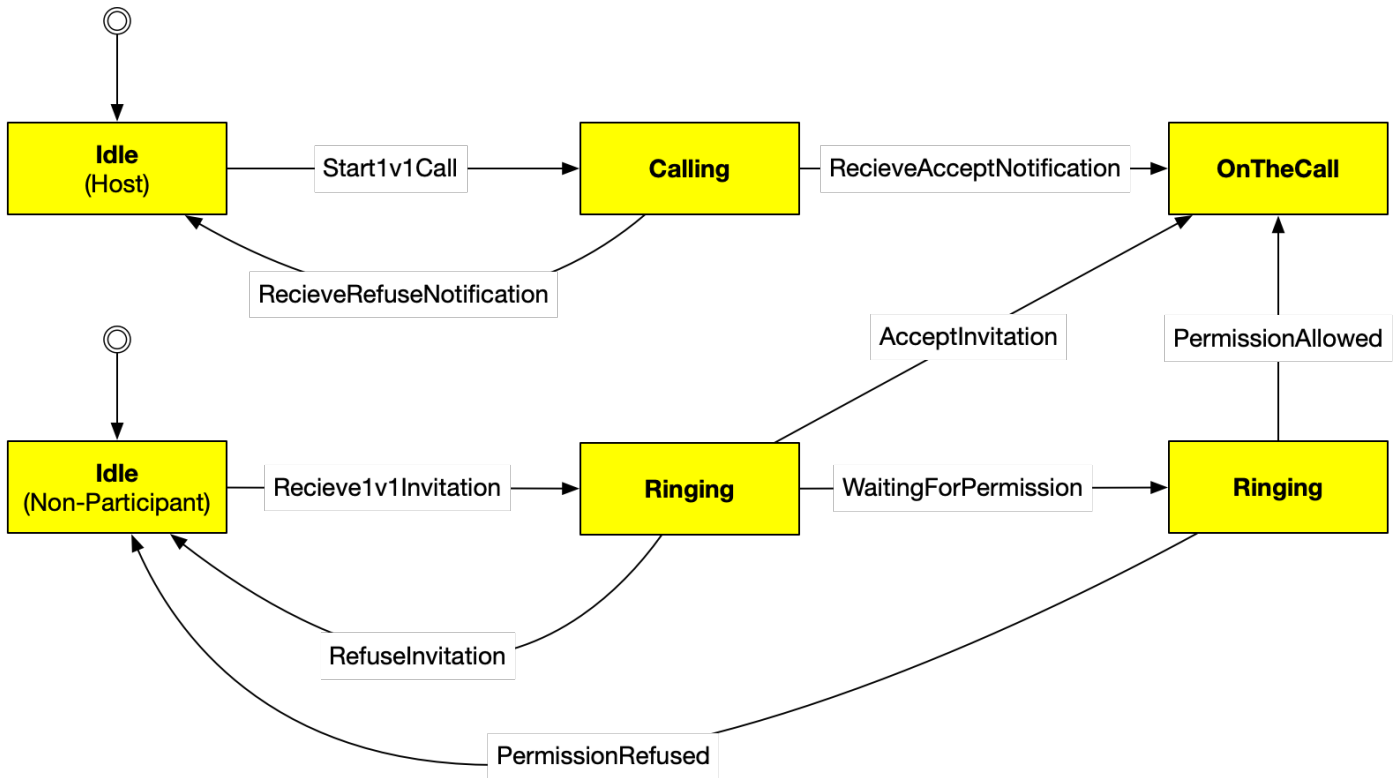 Idle
(Host)
Start1v1Call
Calling
RecieveAcceptNotification
OnTheCall
RecieveRefuseNotification
AcceptInvitation
PermissionAllowed
Idle
(Non-Participant)
Recieve1v1Invitation
Ringing
WaitingForPermission
Ringing
RefuseInvitation
PermissionRefused